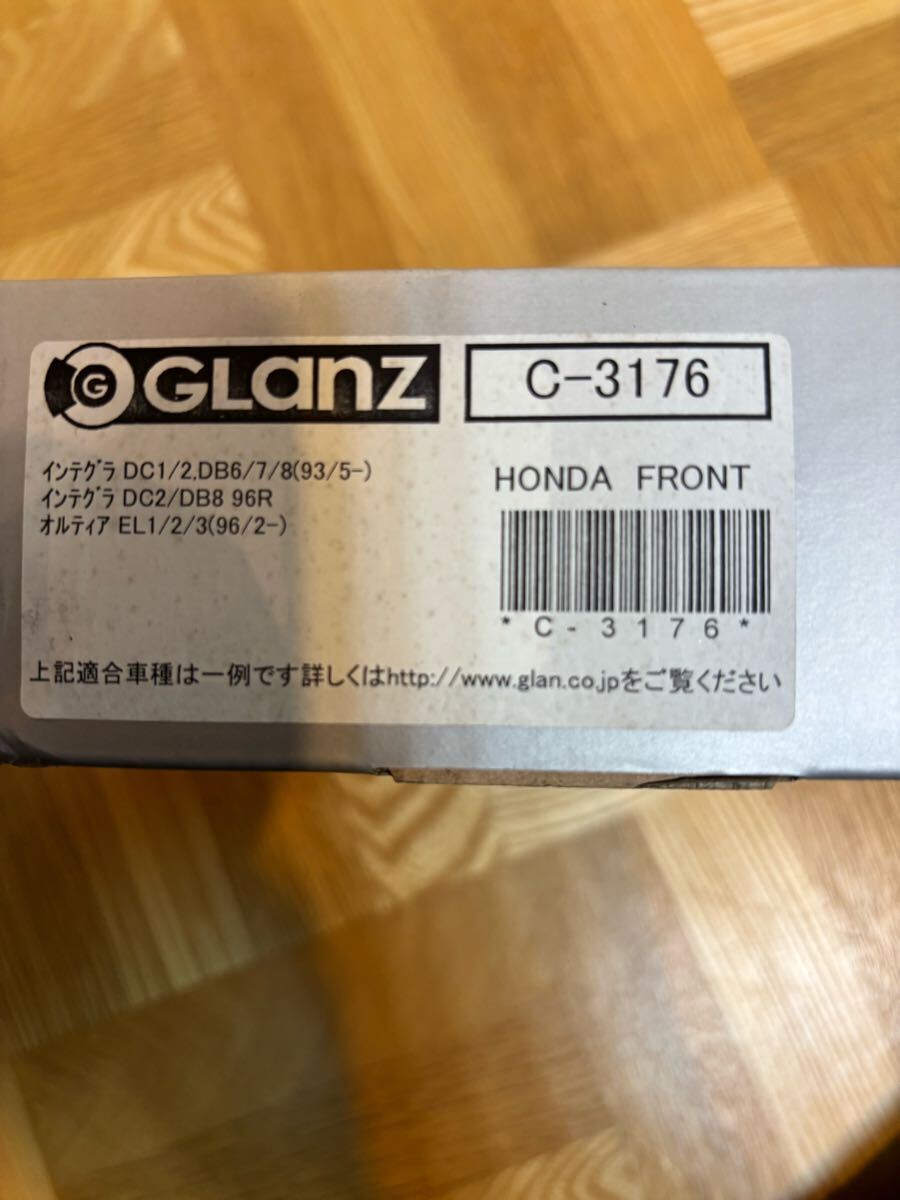 G GLanz
C-3176
インテグラ DC1/2,DB6/7/8(93/5-)
インテグラ DC2/DB8 96R
オルティア EL1/2/3(96/2-)
HONDA FRONT
*C-3176*
上記適合車種は一例です詳しくはhttp://www.glan.co.jpをご覧ください